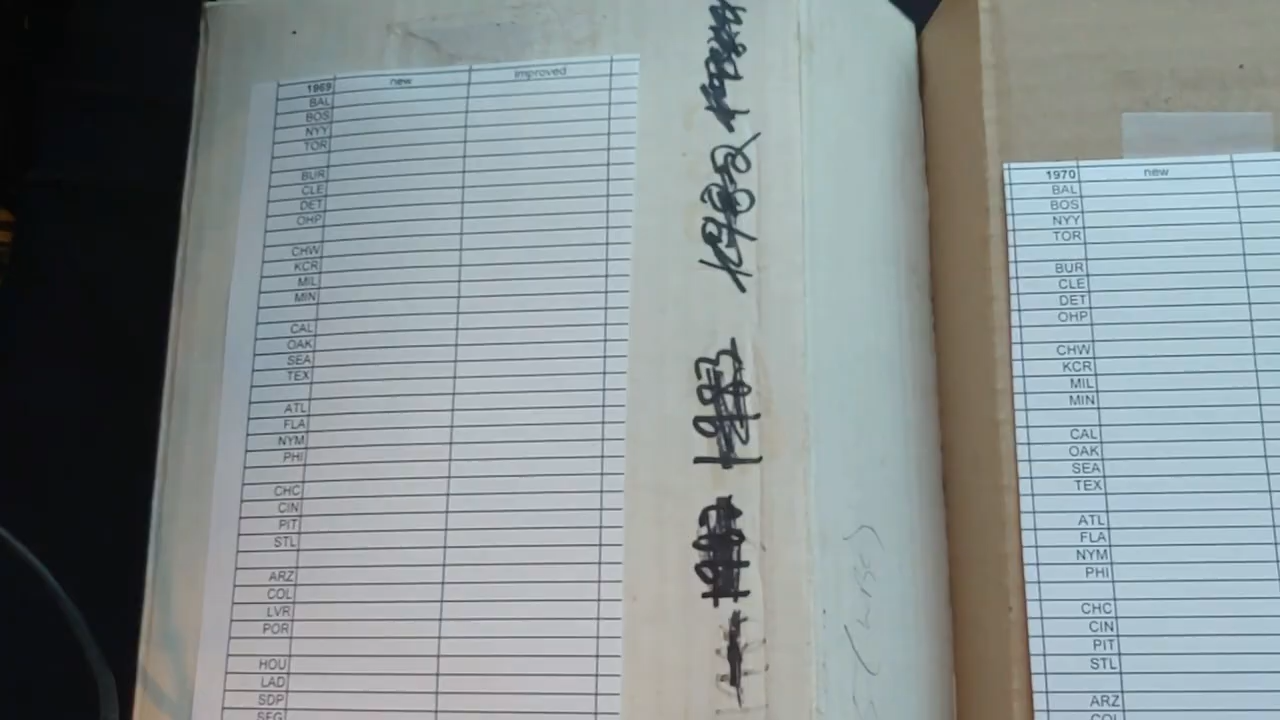 1969 new improved
BAL
BOS
NYY
TOR
BUR
CLE
DET
OHP
CHW
KCR
MIL
MIN
CAL
OAK
SEA
TEX
ATL
FLA
NYM
PHI
CHC
CIN
PIT
STL
ARZ
COL
LVR
POR
HOU
LAD
SDP
SFG
1983
1970 new
BAL
BOS
NYY
TOR
BUR
CLE
DET
OHP
CHW
KCR
MIL
MIN
CAL
OAK
SEA
TEX
ATL
FLA
NYM
PHI
CHC
CIN
PIT
STL
ARZ
COL